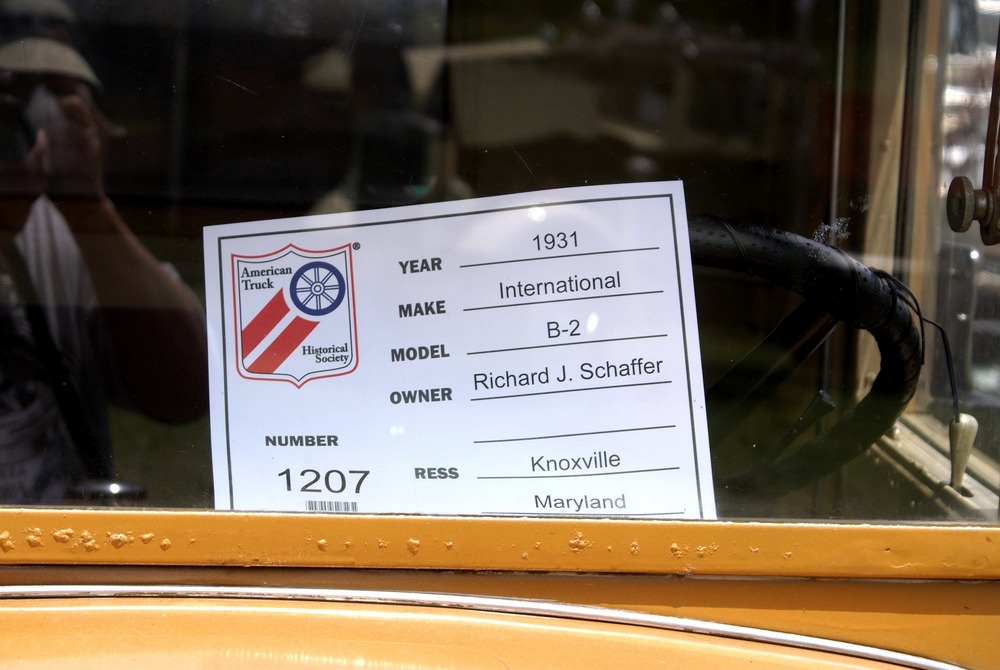 American
Truck
Historical
Society
®
YEAR 1931
MAKE International
MODEL B-2
OWNER Richard J. Schaffer
NUMBER
1207
RESS Knoxville
Maryland